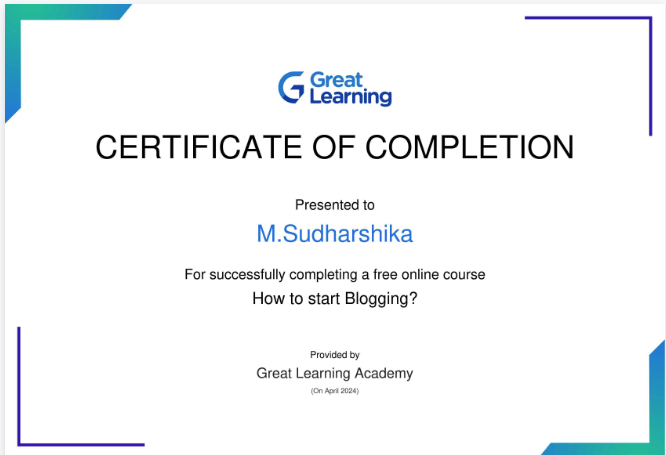 Great
Learning
CERTIFICATE OF COMPLETION
Presented to
M.Sudharshika
For successfully completing a free online course
How to start Blogging?
Provided by
Great Learning Academy
(On April 2024)